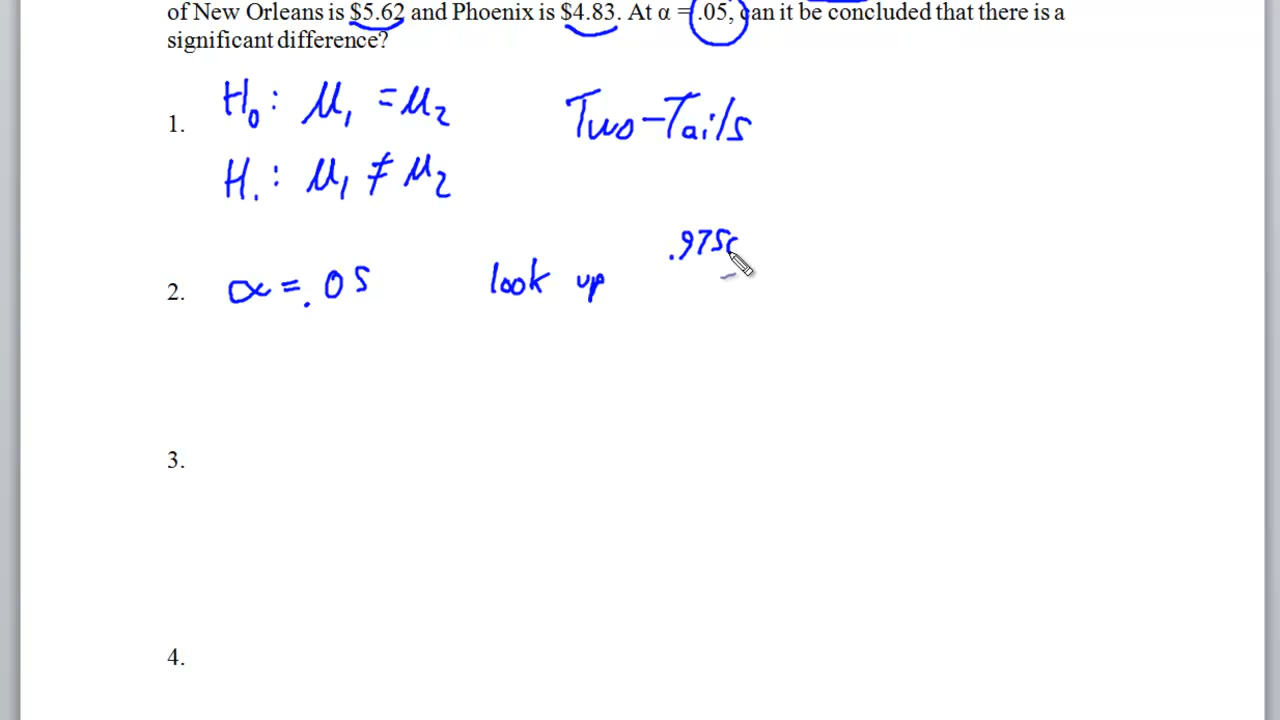 of New Orleans is $5.62 and Phoenix is $4.83. At α = .05, can it be concluded that there is a
significant difference?
1. H₀: μ₁ = μ₂ Two-Tails
H₁: μ₁ ≠ μ₂
2. α = .05 look up .975
3.
4.